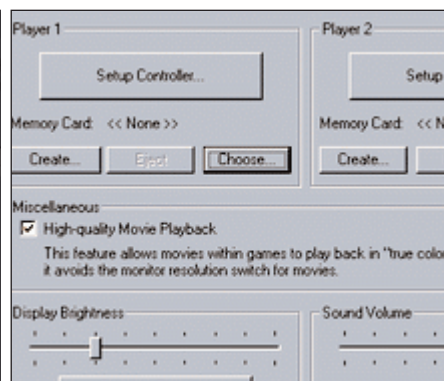 Player 1
Player 2
Setup Controller...
Setup
Memory Card: << None >>
Memory Card: << N
Create...
Eject
Choose...
Create...
Miscellaneous
High-quality Movie Playback
This feature allows movies within games to play back in "true color
it avoids the monitor resolution switch for movies.
Display Brightness
Sound Volume